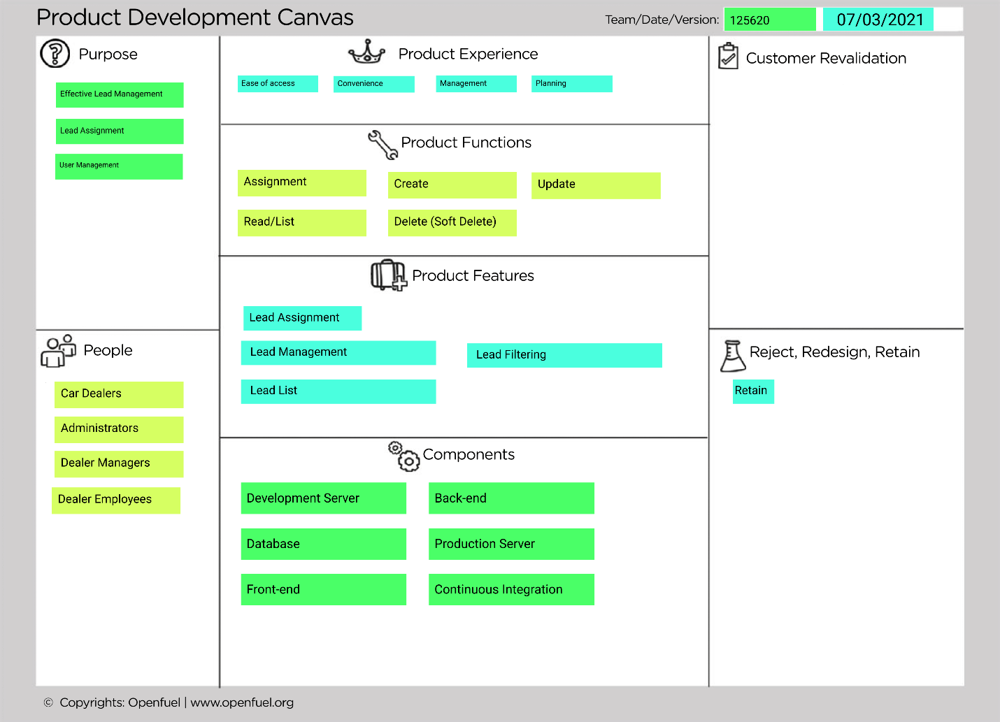 Product Development Canvas
Team/Date/Version: 125620 07/03/2021
Purpose
Effective Lead Management
Lead Assignment
User Management
People
Car Dealers
Administrators
Dealer Managers
Dealer Employees
Product Experience
Ease of access
Convenience
Management
Planning
Product Functions
Assignment
Create
Update
Read/List
Delete (Soft Delete)
Product Features
Lead Assignment
Lead Management
Lead Filtering
Lead List
Components
Development Server
Back-end
Database
Production Server
Front-end
Continuous Integration
Customer Revalidation
Reject, Redesign, Retain
Retain
© Copyrights: Openfuel | www.openfuel.org